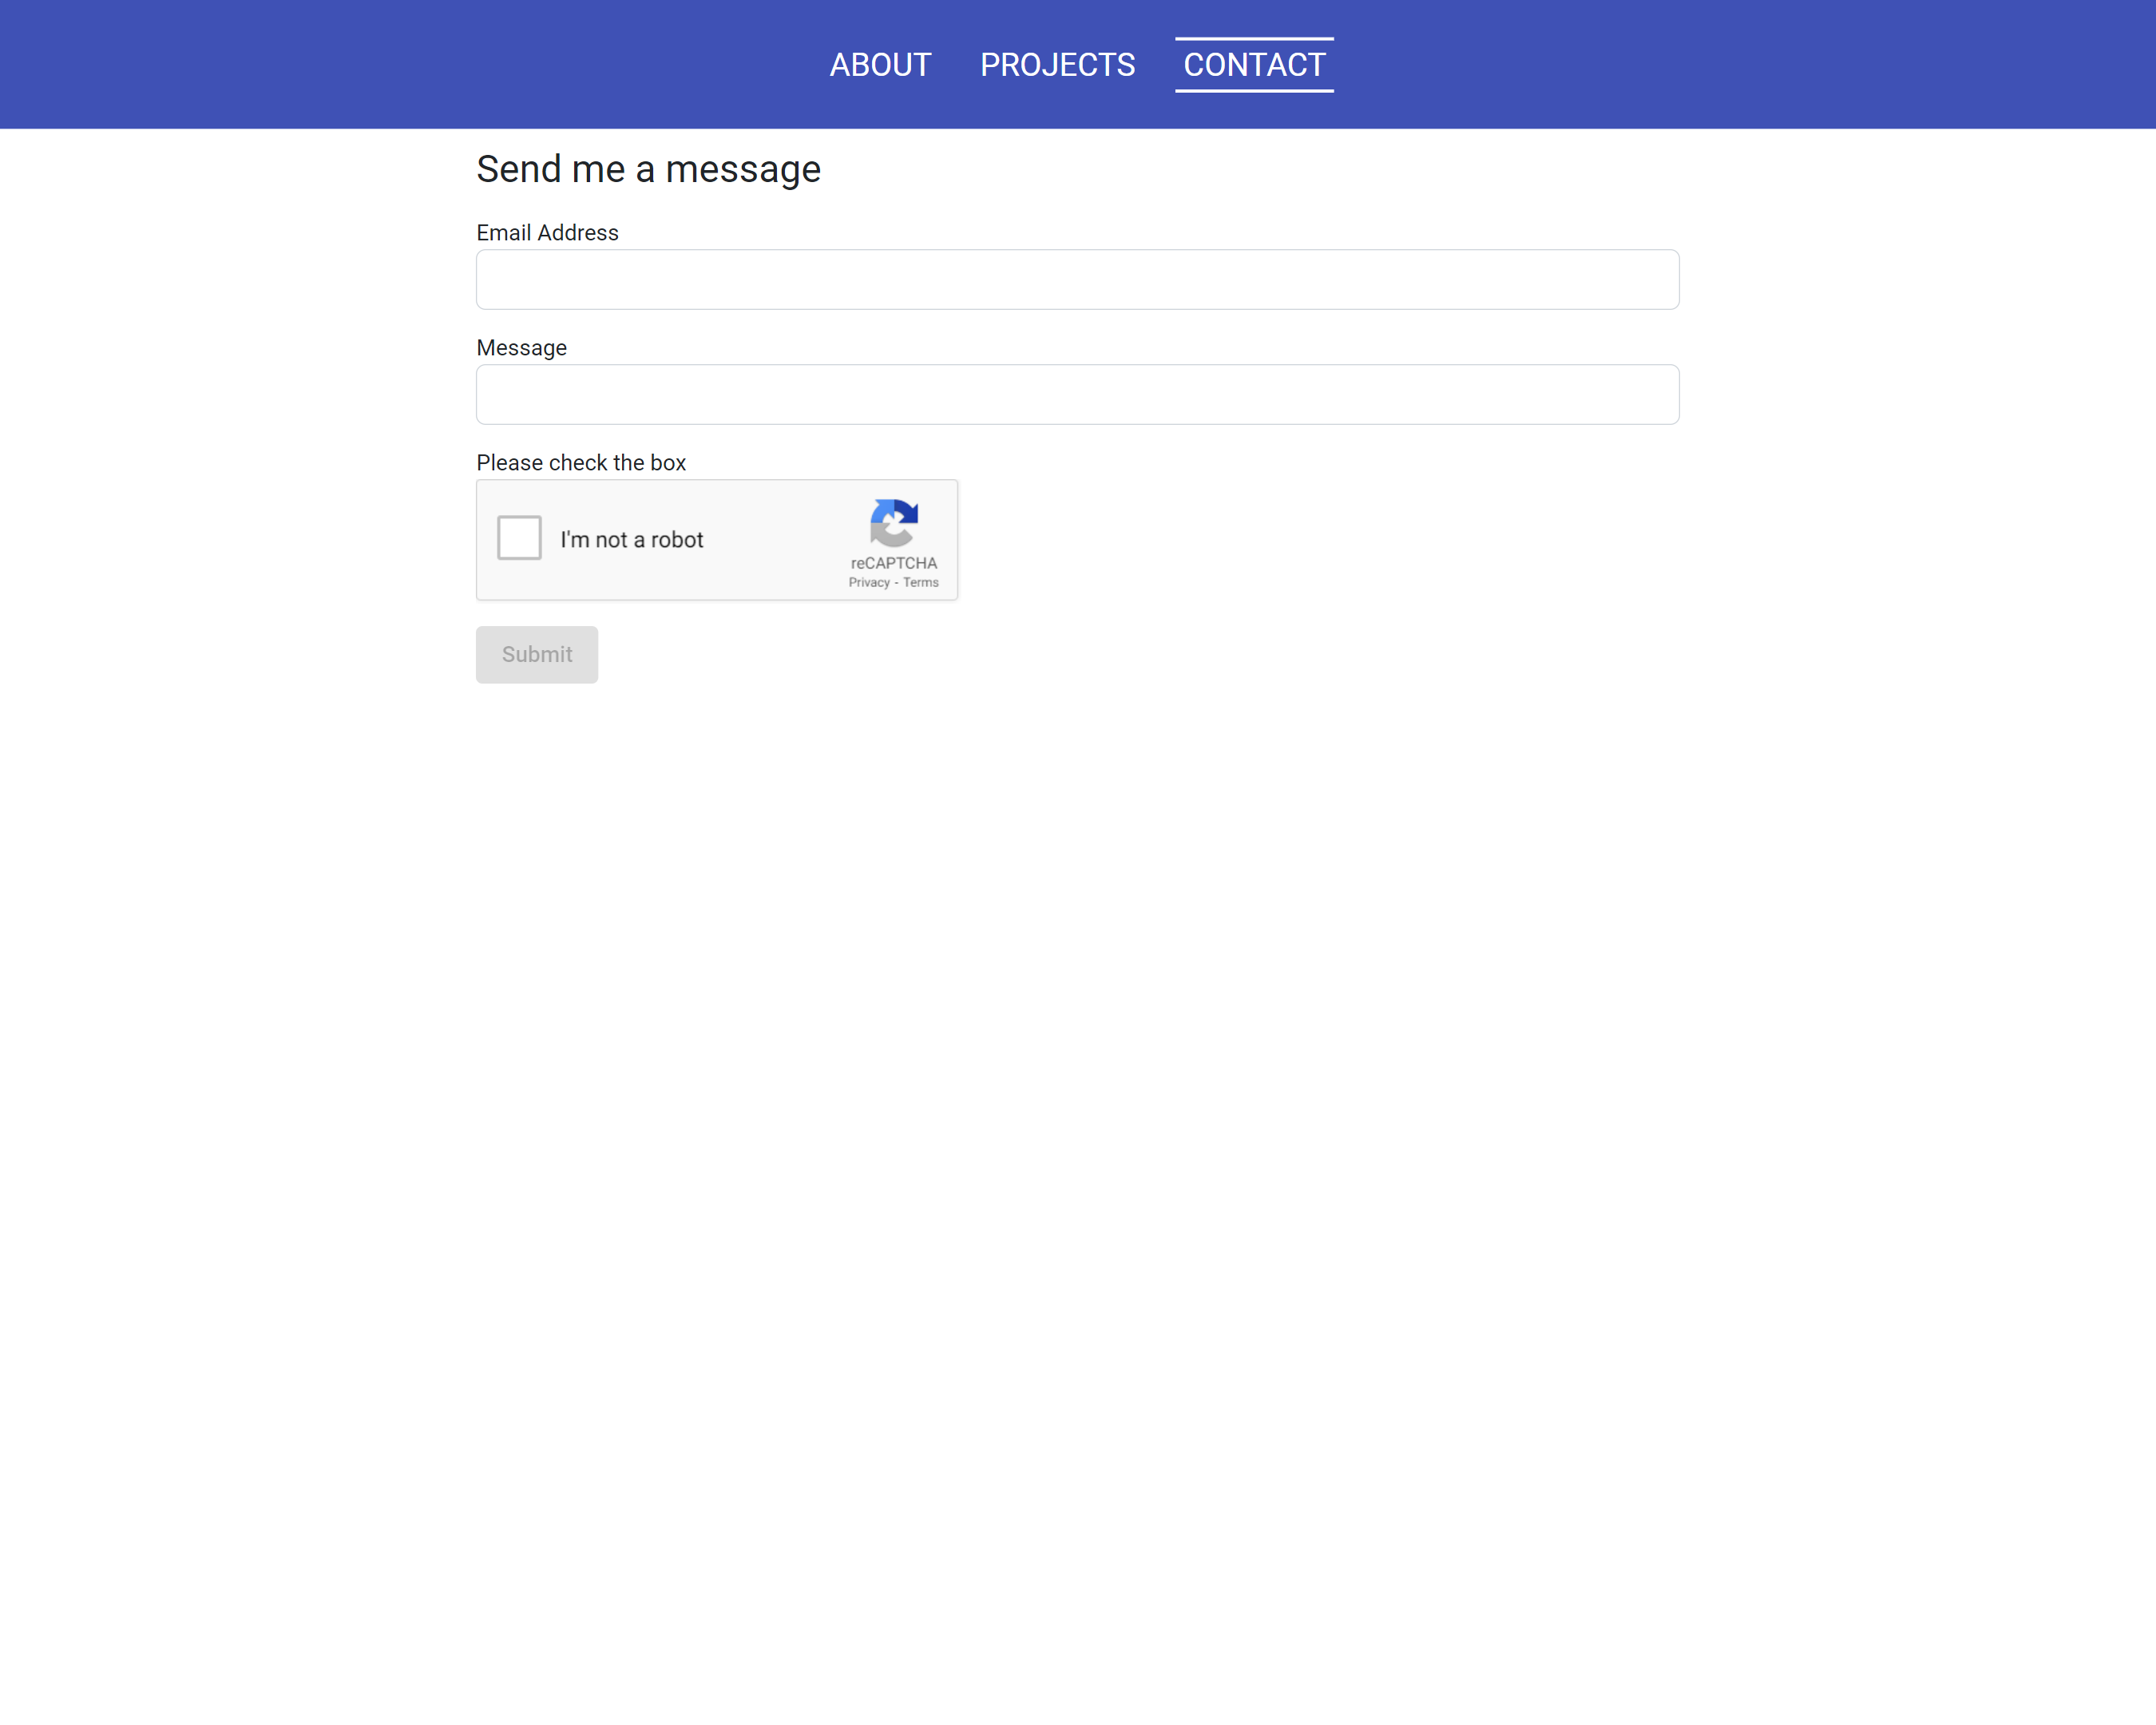 ABOUT PROJECTS CONTACT
Send me a message
Email Address
Message
Please check the box
I'm not a robot
reCAPTCHA
Privacy - Terms
Submit